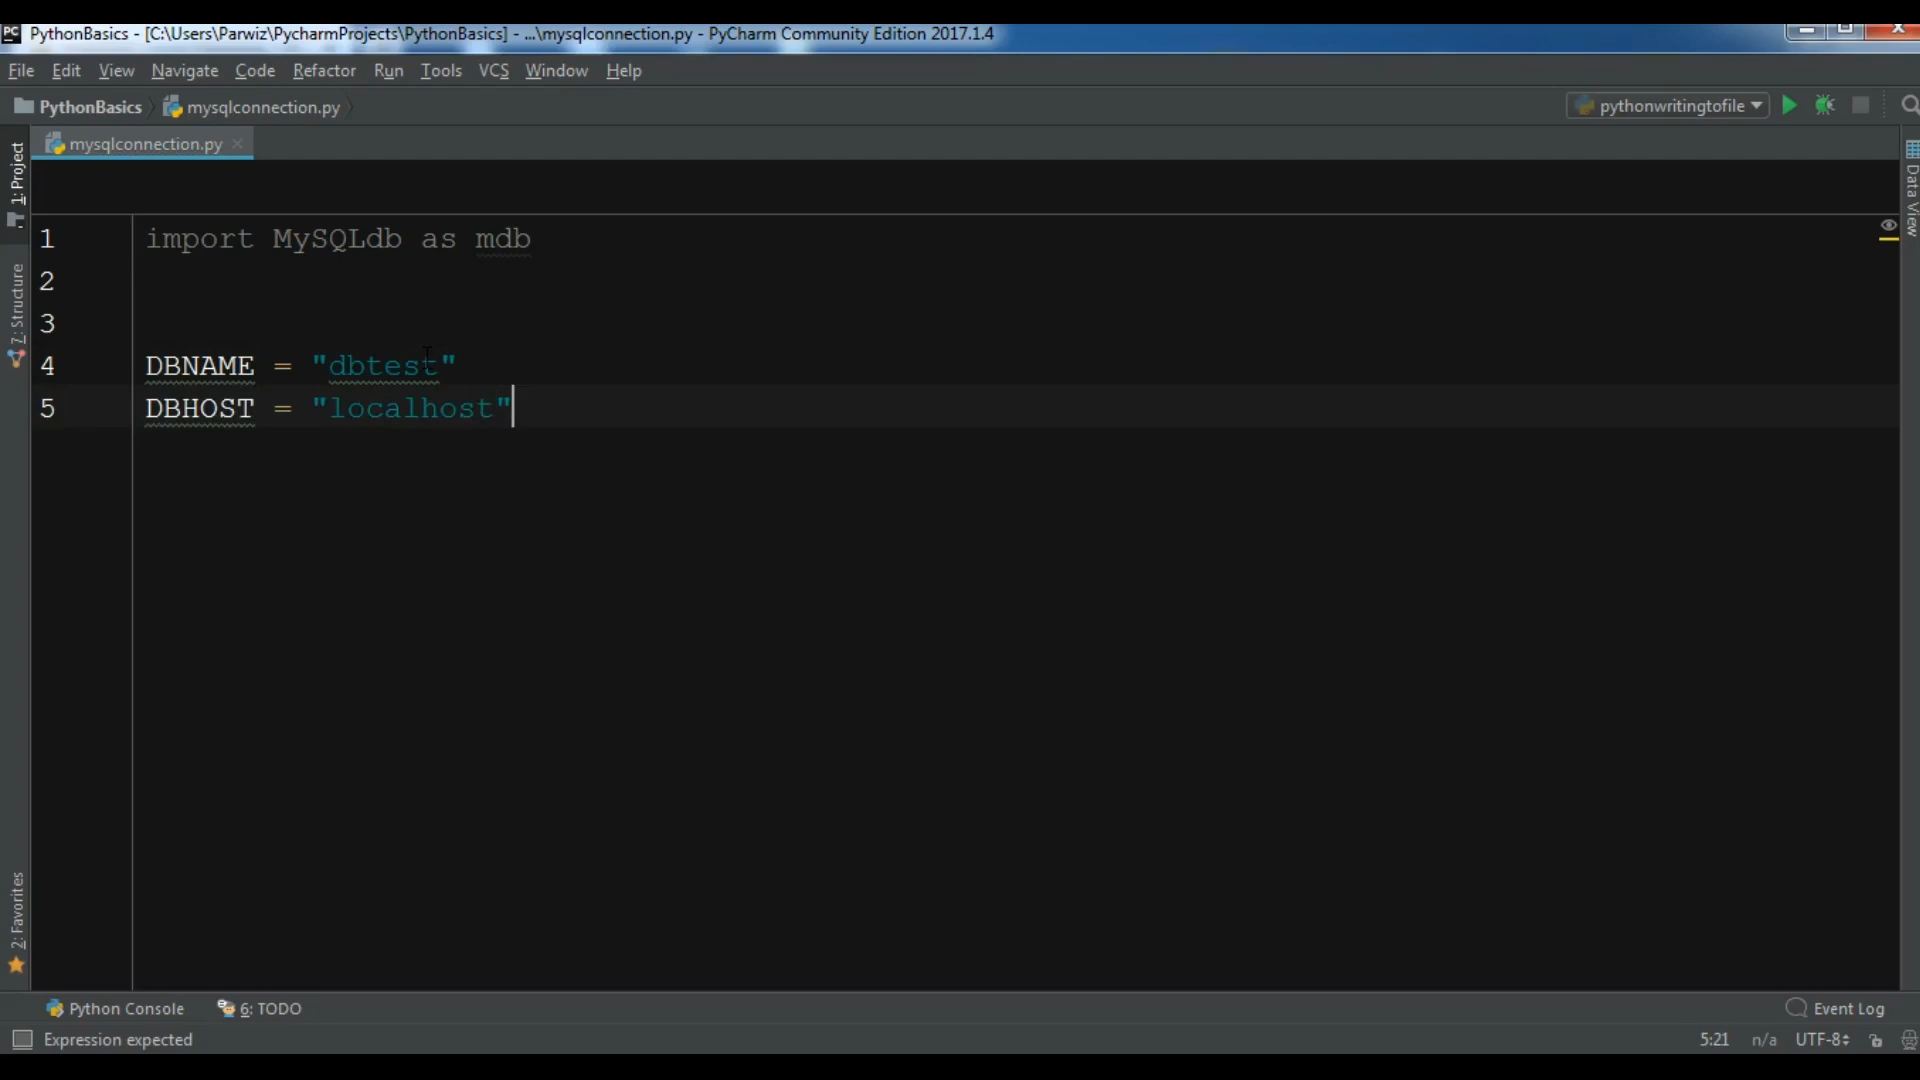 PC PythonBasics - [C:\Users\Parwiz\PycharmProjects\PythonBasics] - ...\mysqlconnection.py - PyCharm Community Edition 2017.1.4
File Edit View Navigate Code Refactor Run Tools VCS Window Help
PythonBasics mysqlconnection.py pythonwritingtofile
mysqlconnection.py
1: Project
7: Structure
2: Favorites
Data View
1 import MySQLdb as mdb
2
3
4 DBNAME = "dbtest"
5 DBHOST = "localhost"
Python Console 6: TODO Event Log
Expression expected 5:21 n/a UTF-8